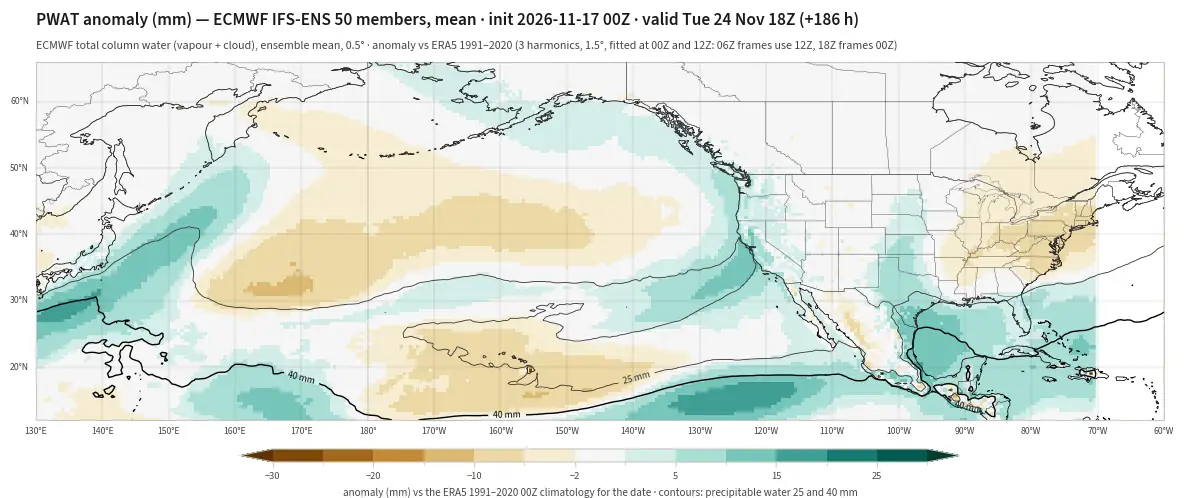 PWAT anomaly (mm) — ECMWF IFS-ENS 50 members, mean · init 2026-11-17 00Z · valid Tue 24 Nov 18Z (+186 h)
ECMWF total column water (vapour + cloud), ensemble mean, 0.5° · anomaly vs ERA5 1991–2020 (3 harmonics, 1.5°, fitted at 00Z and 12Z: 06Z frames use 12Z, 18Z frames 00Z)
60°N
50°N
40°N
30°N
20°N
40 mm
25 mm
40 mm
130°E 140°E 150°E 160°E 170°E 180° 170°W 160°W 150°W 140°W 130°W 120°W 110°W 100°W 90°W 80°W 70°W 60°W
−30 −20 −10 −2 5 15 25
anomaly (mm) vs the ERA5 1991–2020 00Z climatology for the date · contours: precipitable water 25 and 40 mm